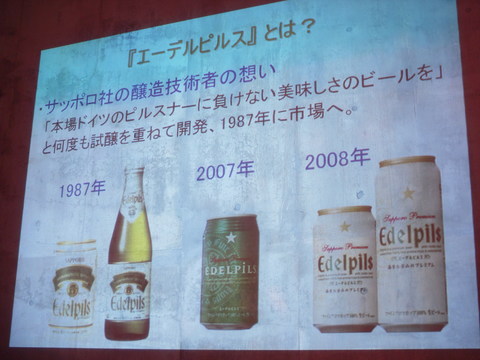 『エーデルピルス』とは？
・サッポロ社の醸造技術者の想い
「本場ドイツのピルスナーに負けない美味しさのビールを」
と何度も試醸を重ねて開発、1987年に市場へ。
1987年
2007年
2008年
Edelpils
EDELPILS
Sapporo Premium
Edelpils
Sapporo Premium
Edelpils